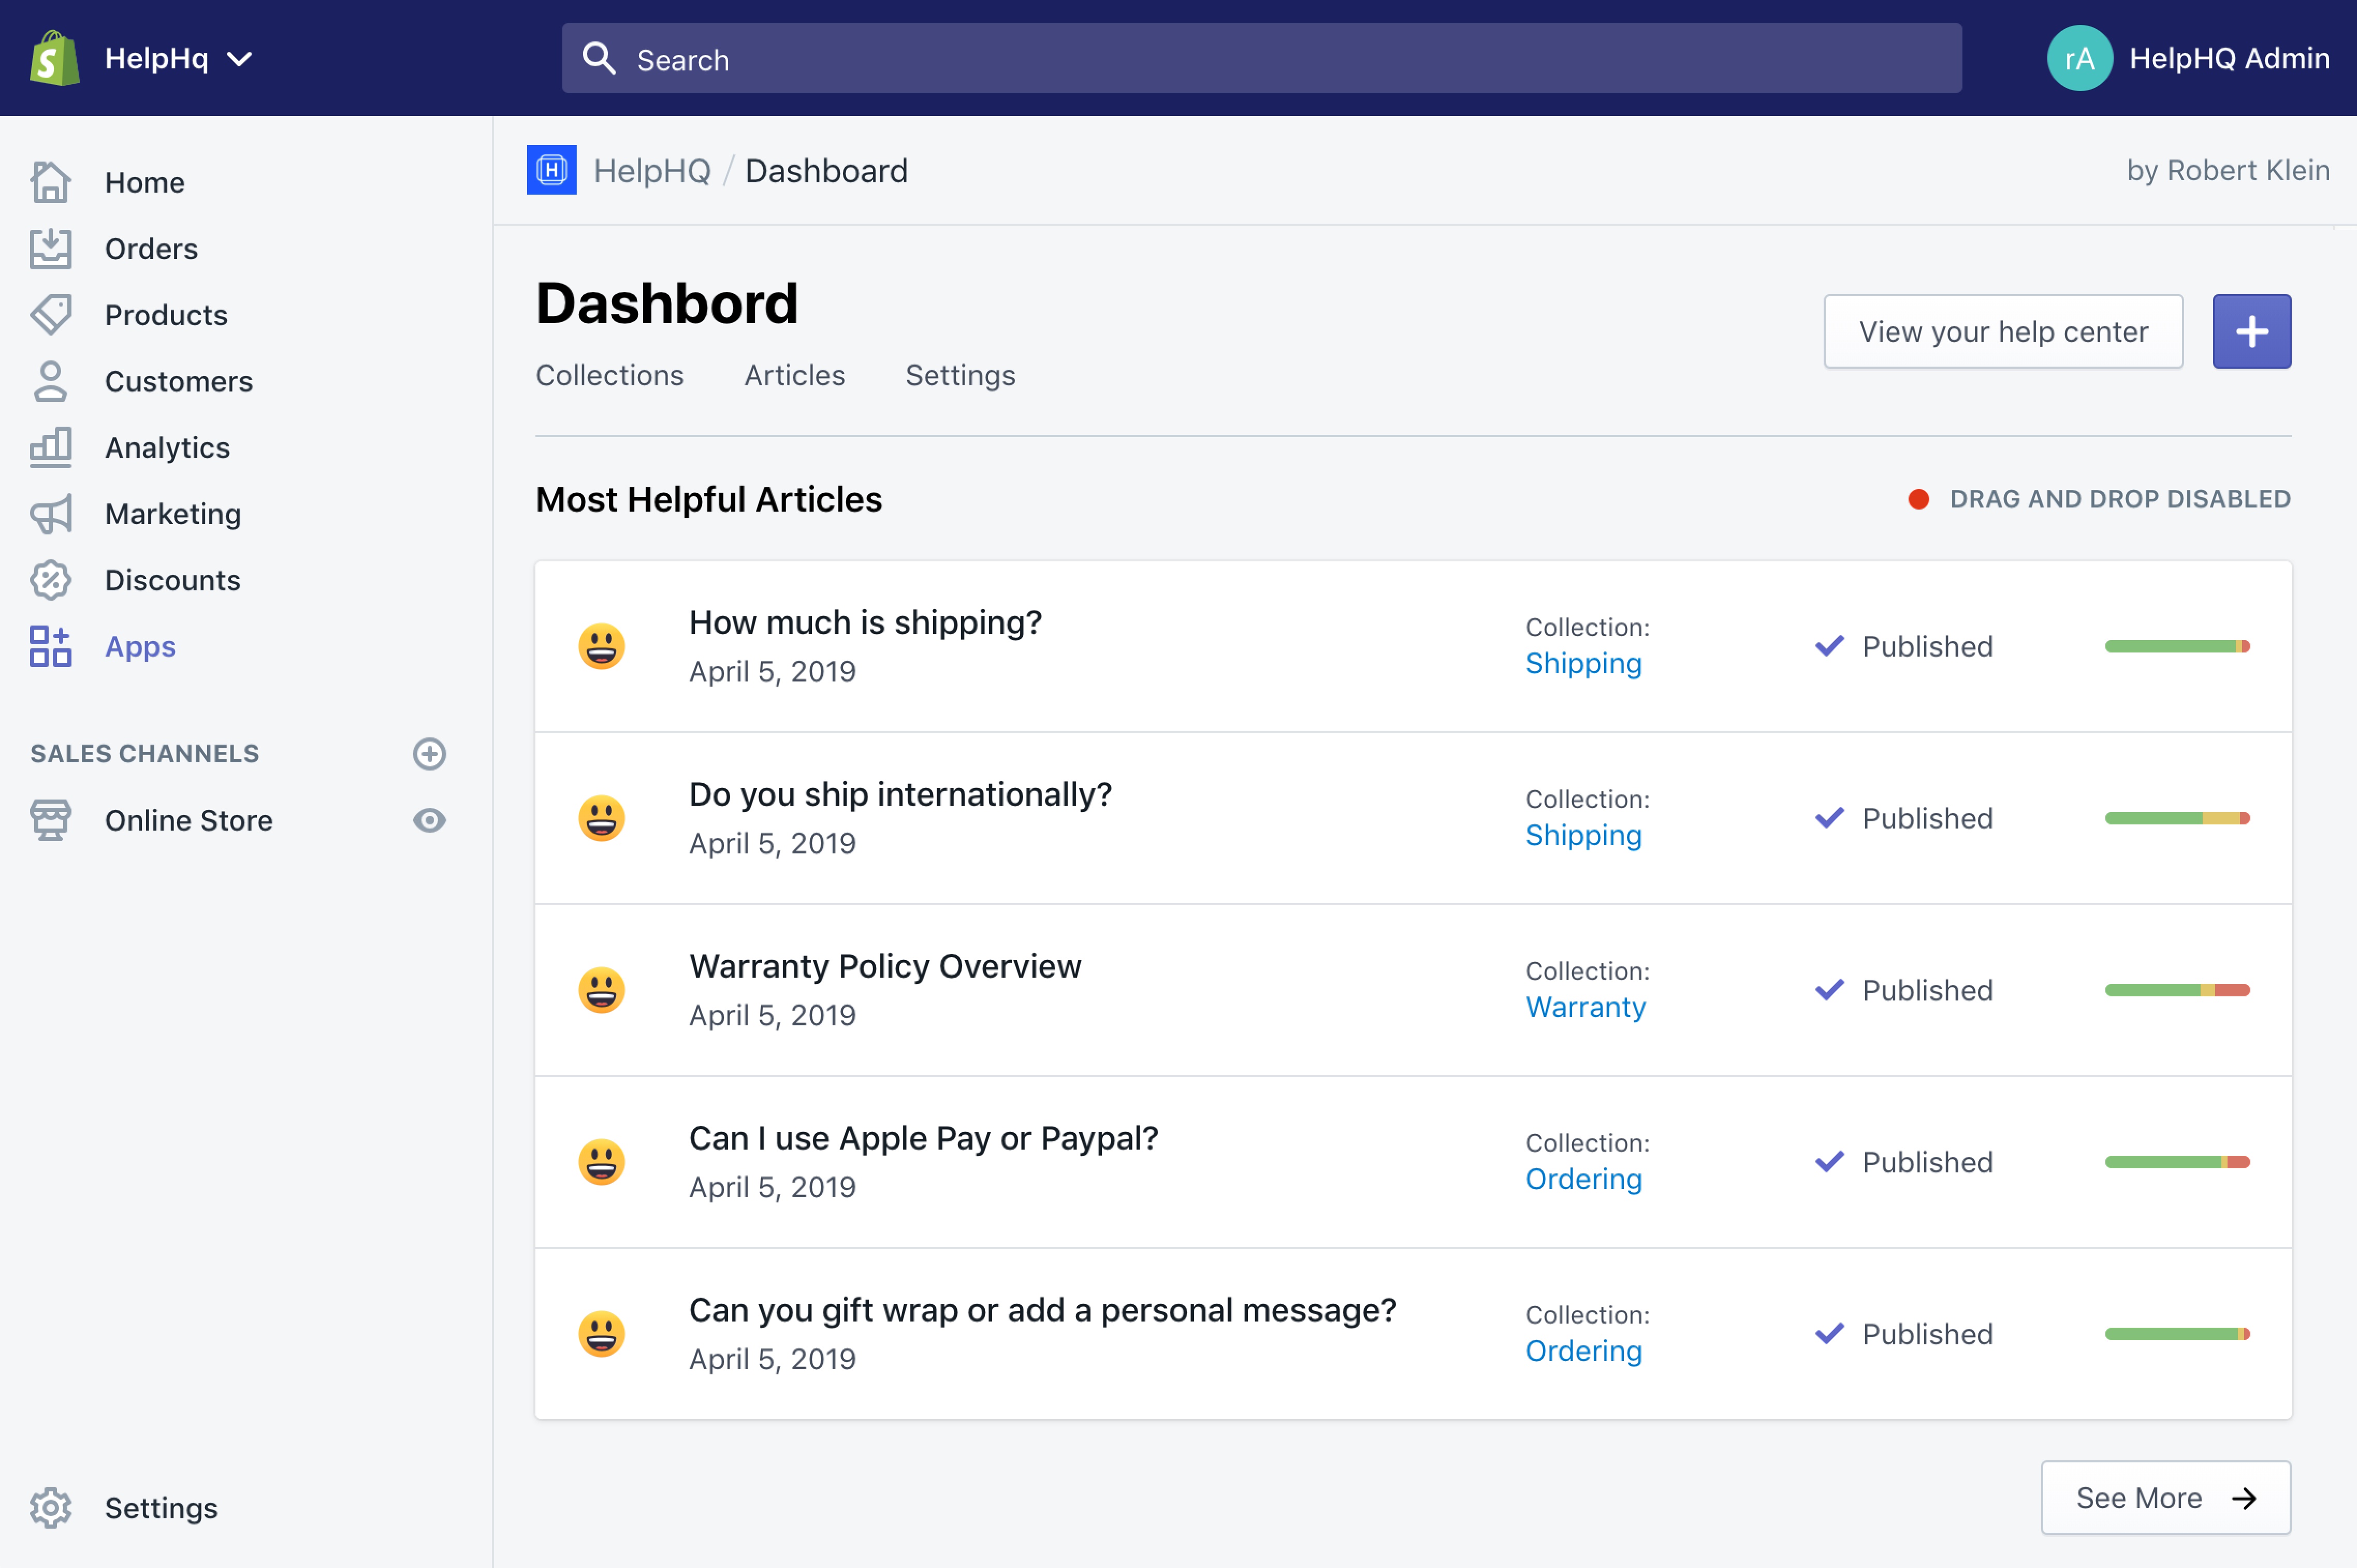 HelpHq
Search
rA
HelpHQ Admin
Home
Orders
Products
Customers
Analytics
Marketing
Discounts
Apps
SALES CHANNELS
Online Store
Settings
H
HelpHQ / Dashboard
by Robert Klein
Dashbord
View your help center
Collections
Articles
Settings
Most Helpful Articles
DRAG AND DROP DISABLED
How much is shipping?
April 5, 2019
Collection:
Shipping
Published
Do you ship internationally?
April 5, 2019
Collection:
Shipping
Published
Warranty Policy Overview
April 5, 2019
Collection:
Warranty
Published
Can I use Apple Pay or Paypal?
April 5, 2019
Collection:
Ordering
Published
Can you gift wrap or add a personal message?
April 5, 2019
Collection:
Ordering
Published
See More